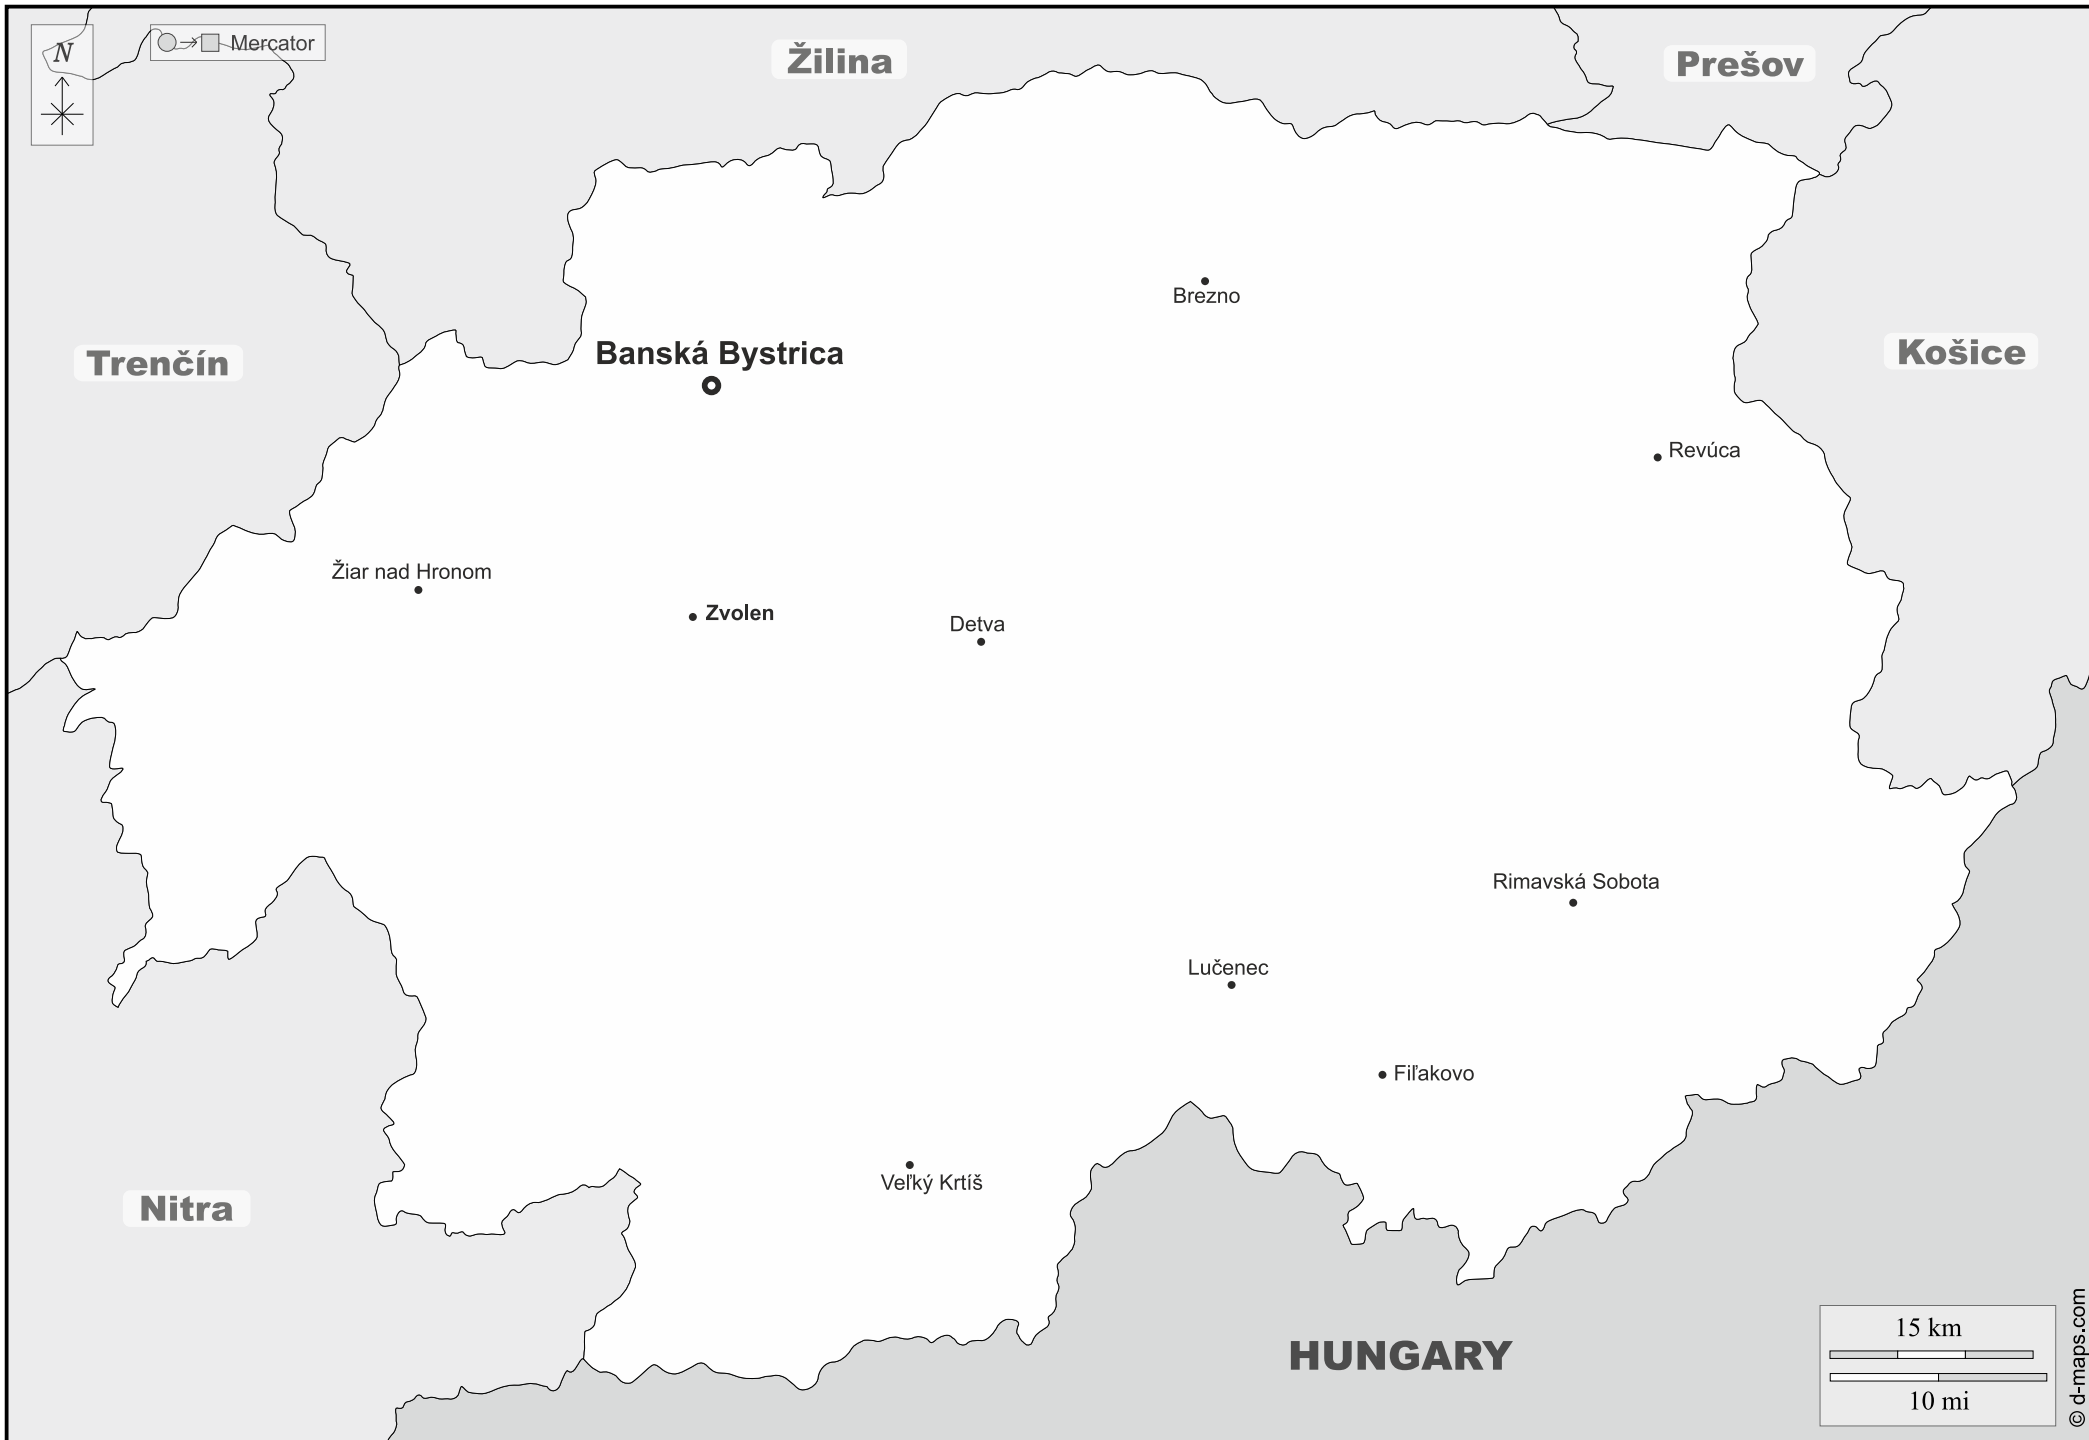 N
Mercator
Žilina
Prešov
Brezno
Banská Bystrica
Trenčín
Košice
Revúca
Žiar nad Hronom
Zvolen
Detva
Rimavská Sobota
Lučenec
Fiľakovo
Veľký Krtíš
Nitra
HUNGARY
15 km
10 mi
© d-maps.com